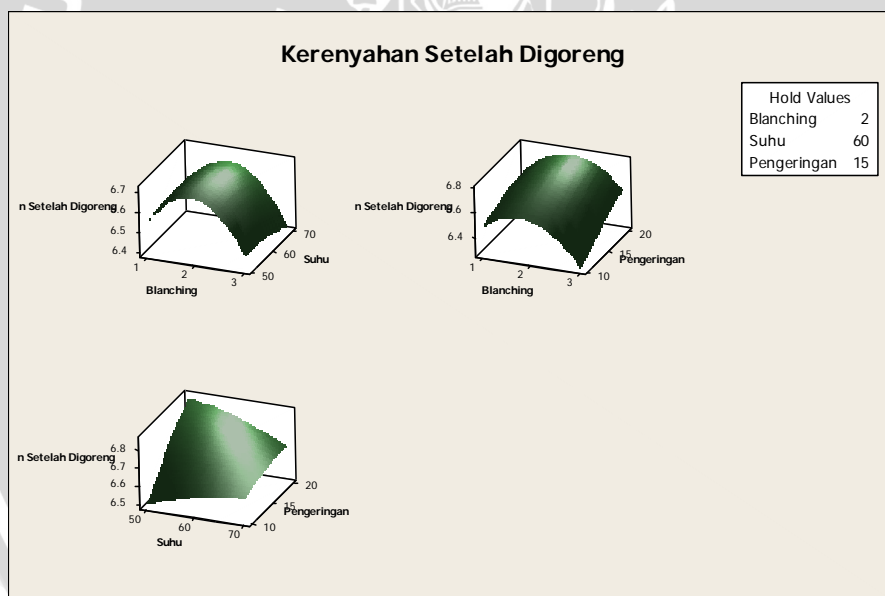 Kerenyahan Setelah Digoreng
Hold Values
Blanching 2
Suhu 60
Pengeringan 15
n Setelah Digoreng
6.7
6.6
6.5
6.4
1
2
3
Blanching
50
60
70
Suhu
n Setelah Digoreng
6.8
6.6
6.4
1
2
3
Blanching
10
15
20
Pengeringan
n Setelah Digoreng
6.8
6.7
6.6
6.5
50
60
70
Suhu
10
15
20
Pengeringan